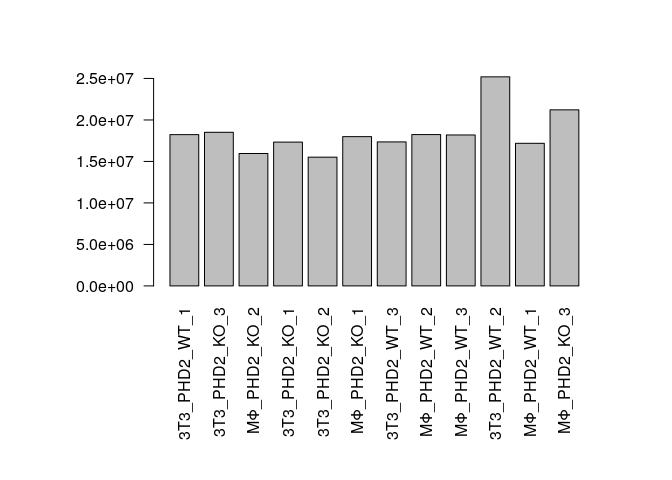 2.5e+07
2.0e+07
1.5e+07
1.0e+07
5.0e+06
0.0e+00
3T3_PHD2_WT_1
3T3_PHD2_KO_3
MΦ_PHD2_KO_2
3T3_PHD2_KO_1
3T3_PHD2_KO_2
MΦ_PHD2_KO_1
3T3_PHD2_WT_3
MΦ_PHD2_WT_2
MΦ_PHD2_WT_3
3T3_PHD2_WT_2
MΦ_PHD2_WT_1
MΦ_PHD2_KO_3